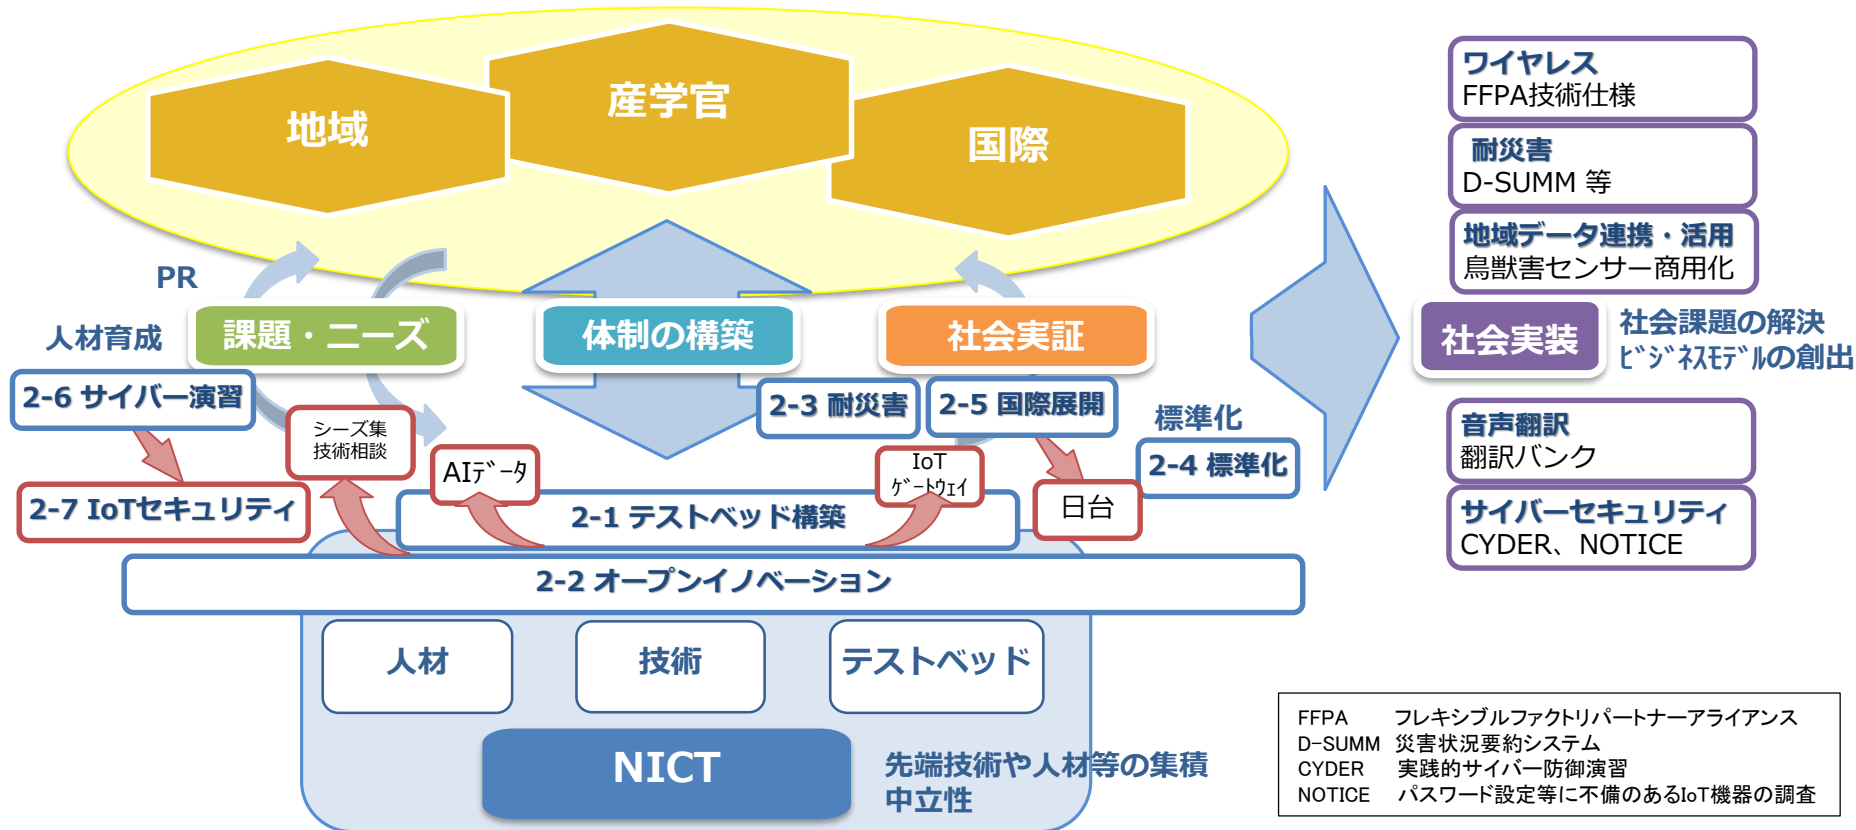 地域
産学官
国際
PR
人材育成
課題・ニーズ
体制の構築
社会実証
2-6 サイバー演習
シーズ集
技術相談
AIﾃﾞｰﾀ
2-3 耐災害
2-5 国際展開
標準化
2-4 標準化
IoT
ｹﾞｰﾄｳｪｲ
日台
2-7 IoTセキュリティ
2-1 テストベッド構築
2-2 オープンイノベーション
人材
技術
テストベッド
NICT
先端技術や人材等の集積
中立性
ワイヤレス
FFPA技術仕様
耐災害
D-SUMM 等
地域データ連携・活用
鳥獣害センサー商用化
社会実装
社会課題の解決
ﾋﾞｼﾞﾈｽﾓﾃﾞﾙの創出
音声翻訳
翻訳バンク
サイバーセキュリティ
CYDER、NOTICE
FFPA フレキシブルファクトリパートナーアライアンス
D-SUMM 災害状況要約システム
CYDER 実践的サイバー防御演習
NOTICE パスワード設定等に不備のあるIoT機器の調査